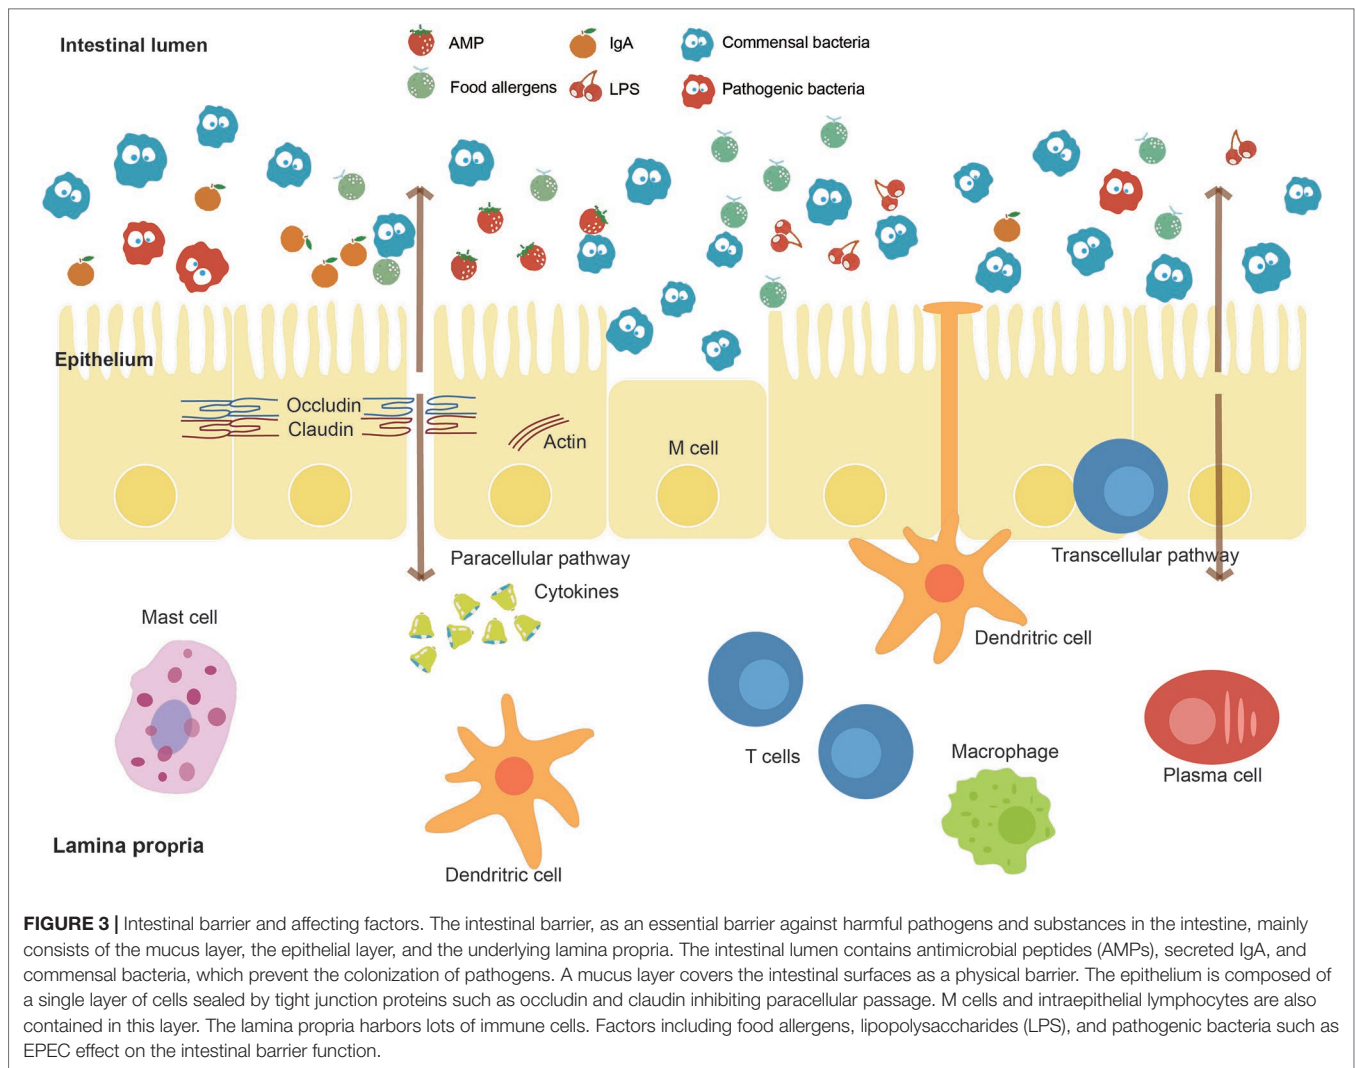 Intestinal lumen
AMP
IgA
Commensal bacteria
Food allergens
LPS
Pathogenic bacteria
Epithelium
Occludin
Claudin
Actin
M cell
Paracellular pathway
Transcellular pathway
Cytokines
Mast cell
Dendritric cell
T cells
Macrophage
Plasma cell
Lamina propria
Dendritric cell
FIGURE 3 | Intestinal barrier and affecting factors. The intestinal barrier, as an essential barrier against harmful pathogens and substances in the intestine, mainly
consists of the mucus layer, the epithelial layer, and the underlying lamina propria. The intestinal lumen contains antimicrobial peptides (AMPs), secreted IgA, and
commensal bacteria, which prevent the colonization of pathogens. A mucus layer covers the intestinal surfaces as a physical barrier. The epithelium is composed of
a single layer of cells sealed by tight junction proteins such as occludin and claudin inhibiting paracellular passage. M cells and intraepithelial lymphocytes are also
contained in this layer. The lamina propria harbors lots of immune cells. Factors including food allergens, lipopolysaccharides (LPS), and pathogenic bacteria such as
EPEC effect on the intestinal barrier function.